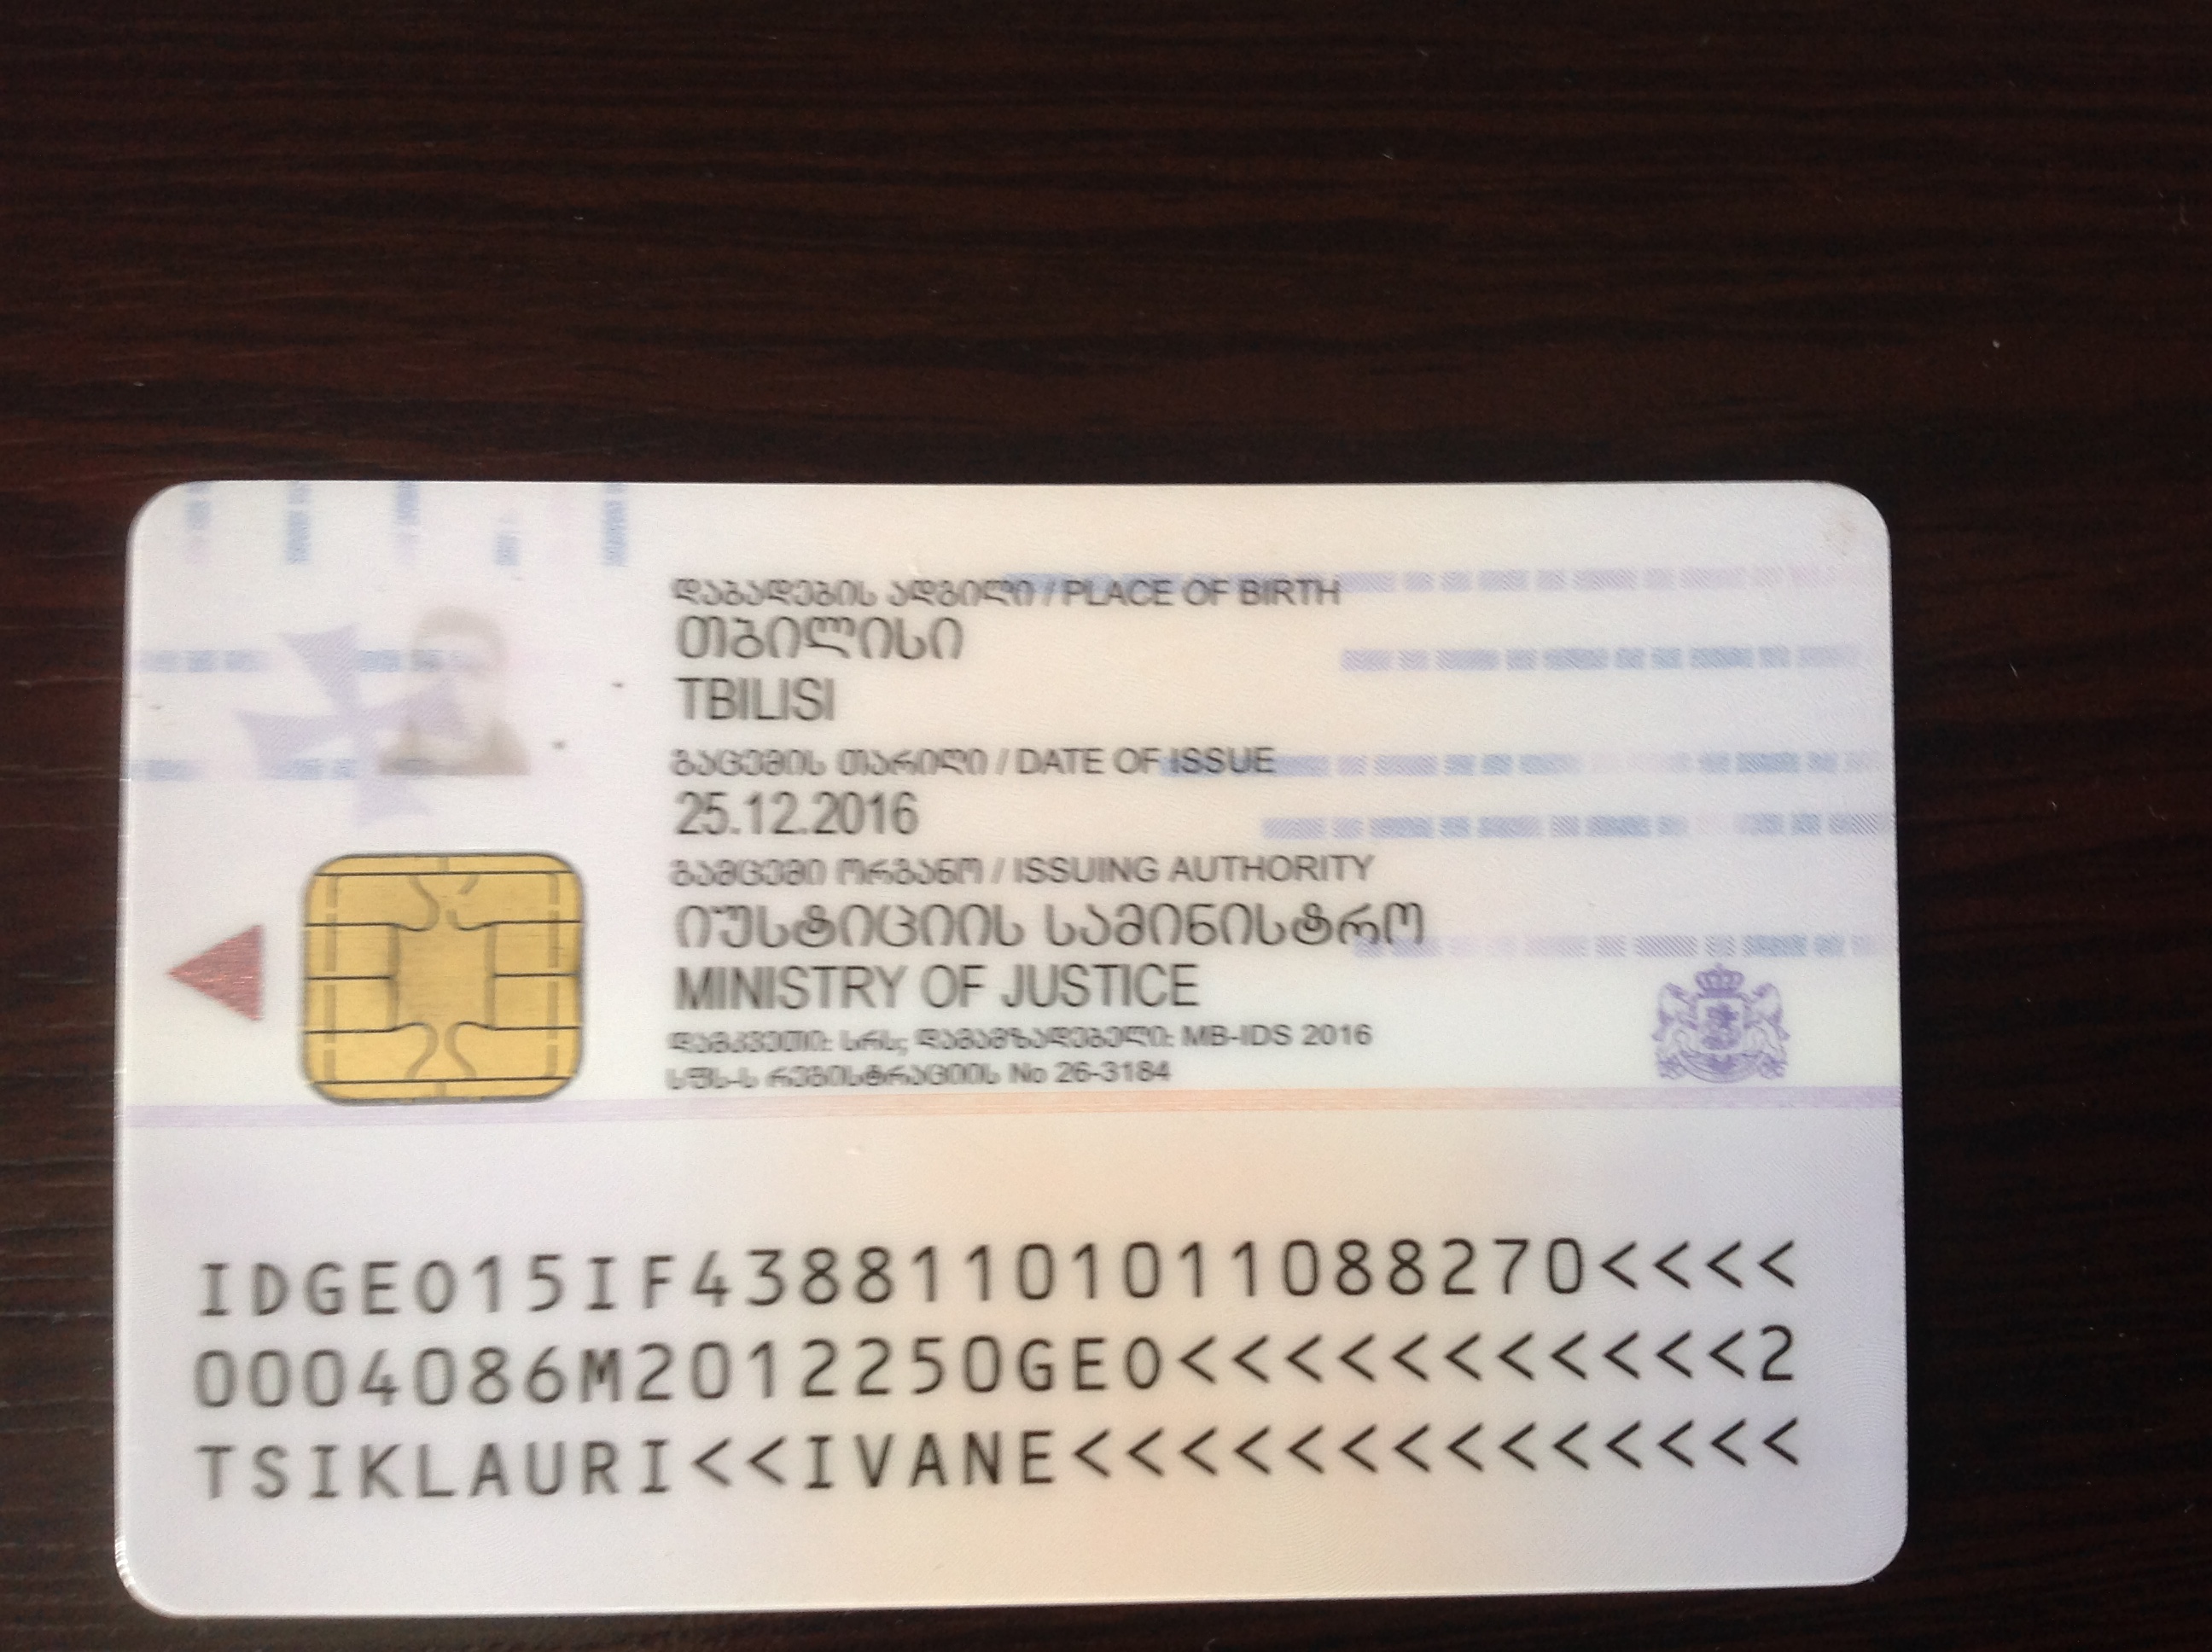 დაბადების ადგილი / PLACE OF BIRTH
თბილისი
TBILISI
გაცემის თარიღი / DATE OF ISSUE
25.12.2016
გამცემი ორგანო / ISSUING AUTHORITY
იუსტიციის სამინისტრო
MINISTRY OF JUSTICE
დამკვეთი: სრს; დამამზადებელი: MB-IDS 2016
სფს-ს რეგისტრაციის No 26-3184
IDGEO15IF43881101011088270<<<<
0004086M2012250GEO<<<<<<<<<<<2
TSIKLAURI<<IVANE<<<<<<<<<<<<<<